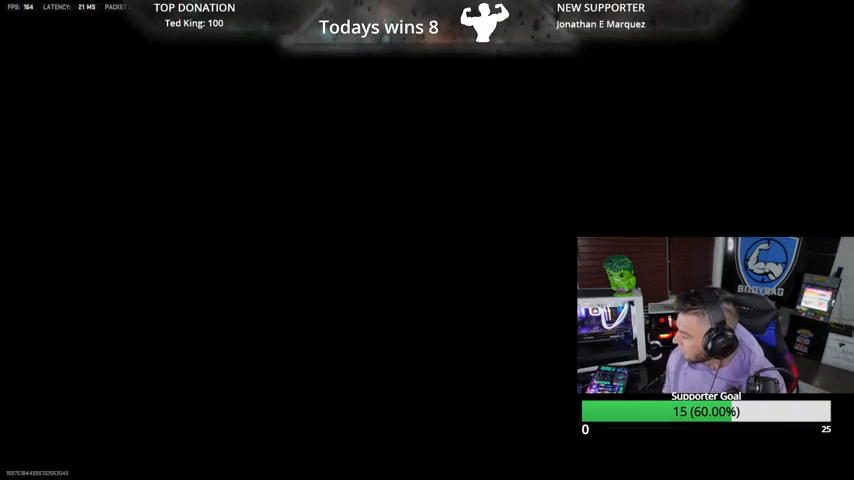 FPS: 164 LATENCY: 21 MS PACKET
TOP DONATION
Ted King: 100
Todays wins 8
NEW SUPPORTER
Jonathan E Marquez
BODYBAG
Supporter Goal
15 (60.00%)
0
25